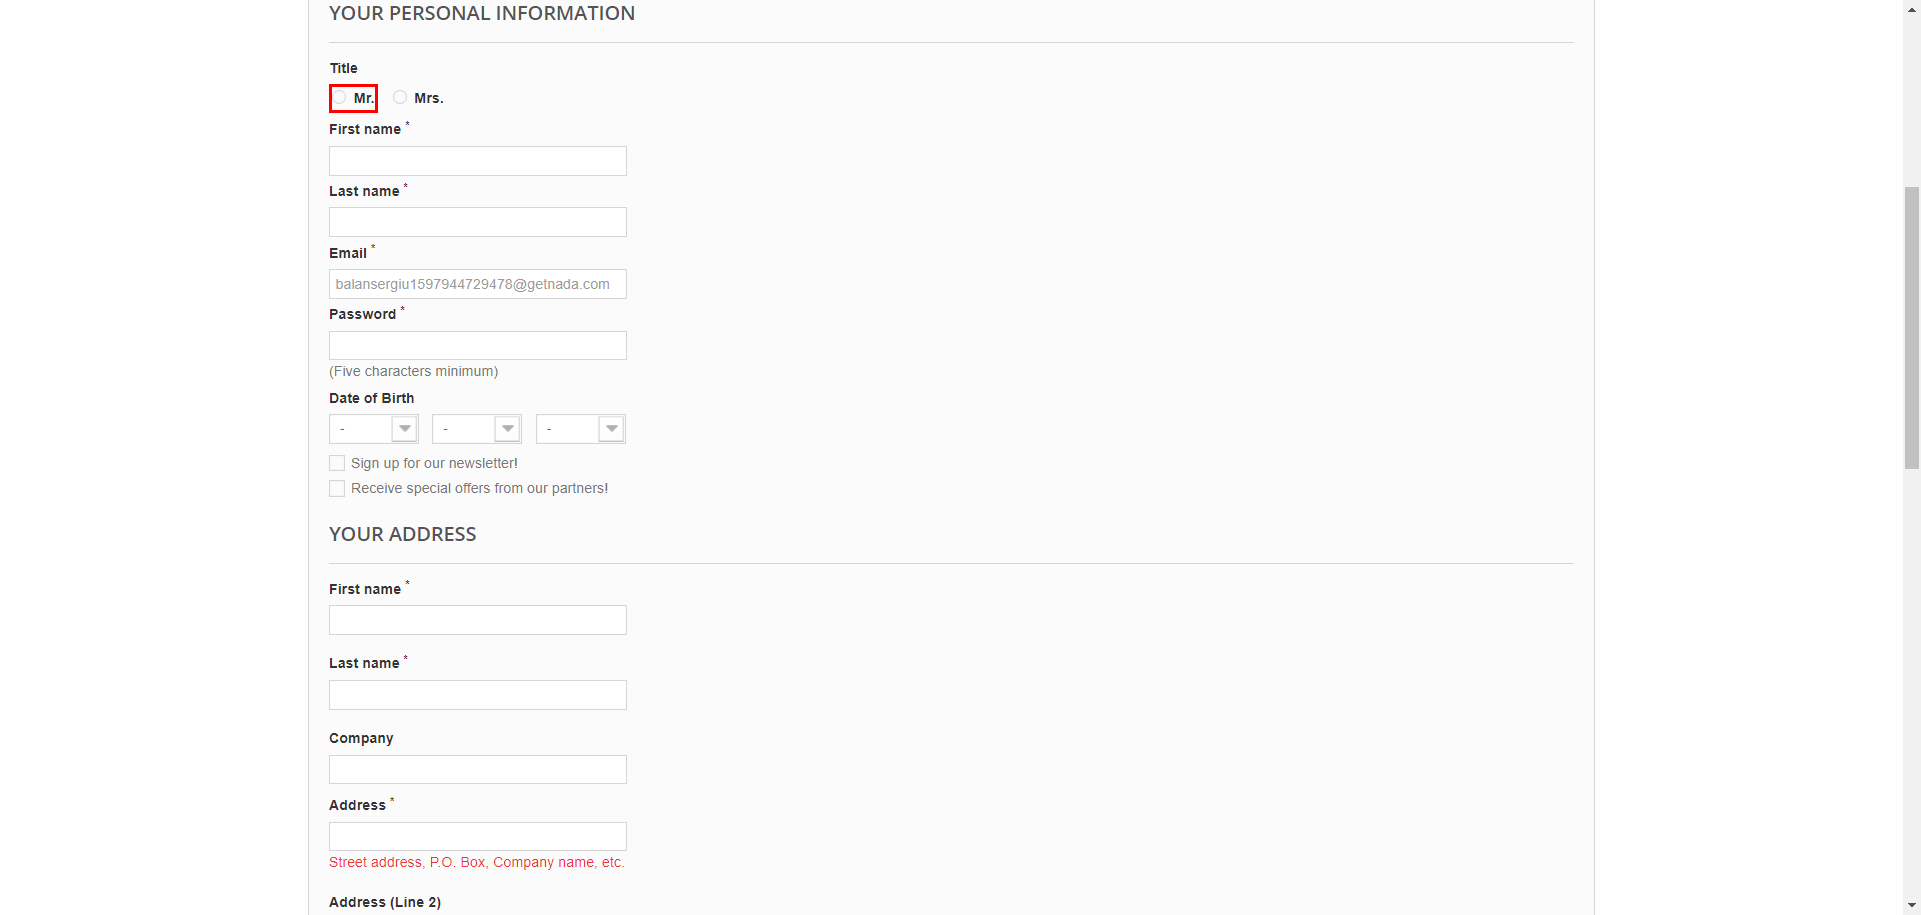 YOUR PERSONAL INFORMATION
Title
Mr. Mrs.
First name *
Last name *
Email *
balansergiu1597944729478@getnada.com
Password *
(Five characters minimum)
Date of Birth
- - -
Sign up for our newsletter!
Receive special offers from our partners!
YOUR ADDRESS
First name *
Last name *
Company
Address *
Street address, P.O. Box, Company name, etc.
Address (Line 2)